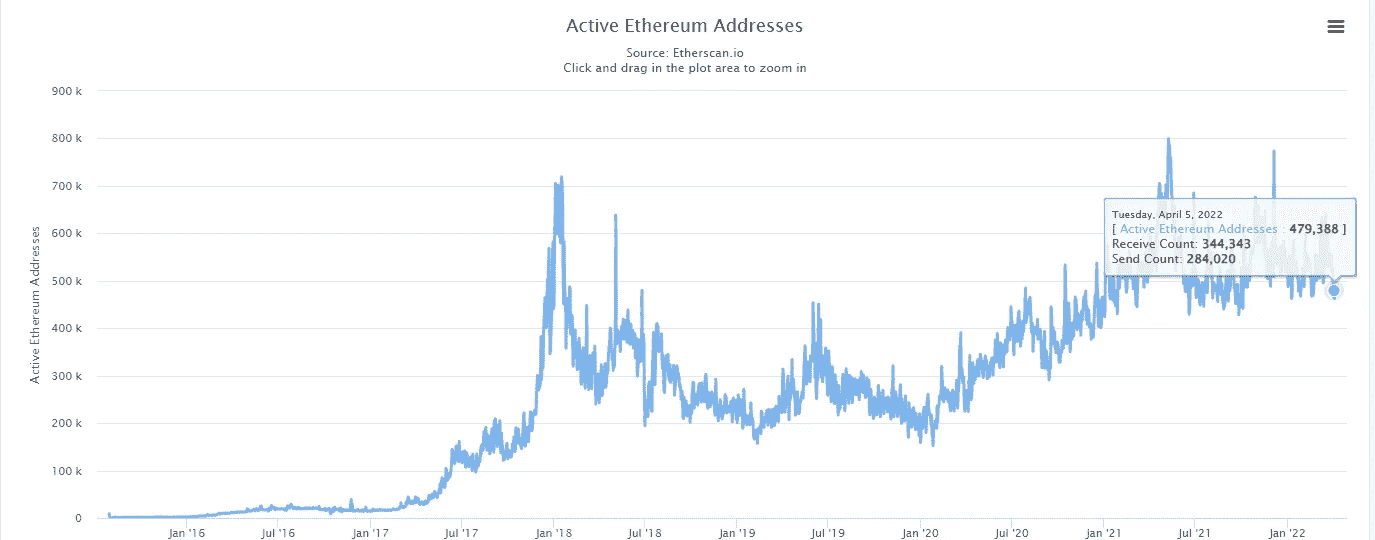 Active Ethereum Addresses
Source: Etherscan.io
Click and drag in the plot area to zoom in
900 k
800 k
700 k
600 k
500 k
400 k
300 k
200 k
100 k
0
Active Ethereum Addresses
Tuesday, April 5, 2022
[ Active Ethereum Addresses : 479,388 ]
Receive Count: 344,343
Send Count: 284,020
Jan '16 Jul '16 Jan '17 Jul '17 Jan '18 Jul '18 Jan '19 Jul '19 Jan '20 Jul '20 Jan '21 Jul '21 Jan '22